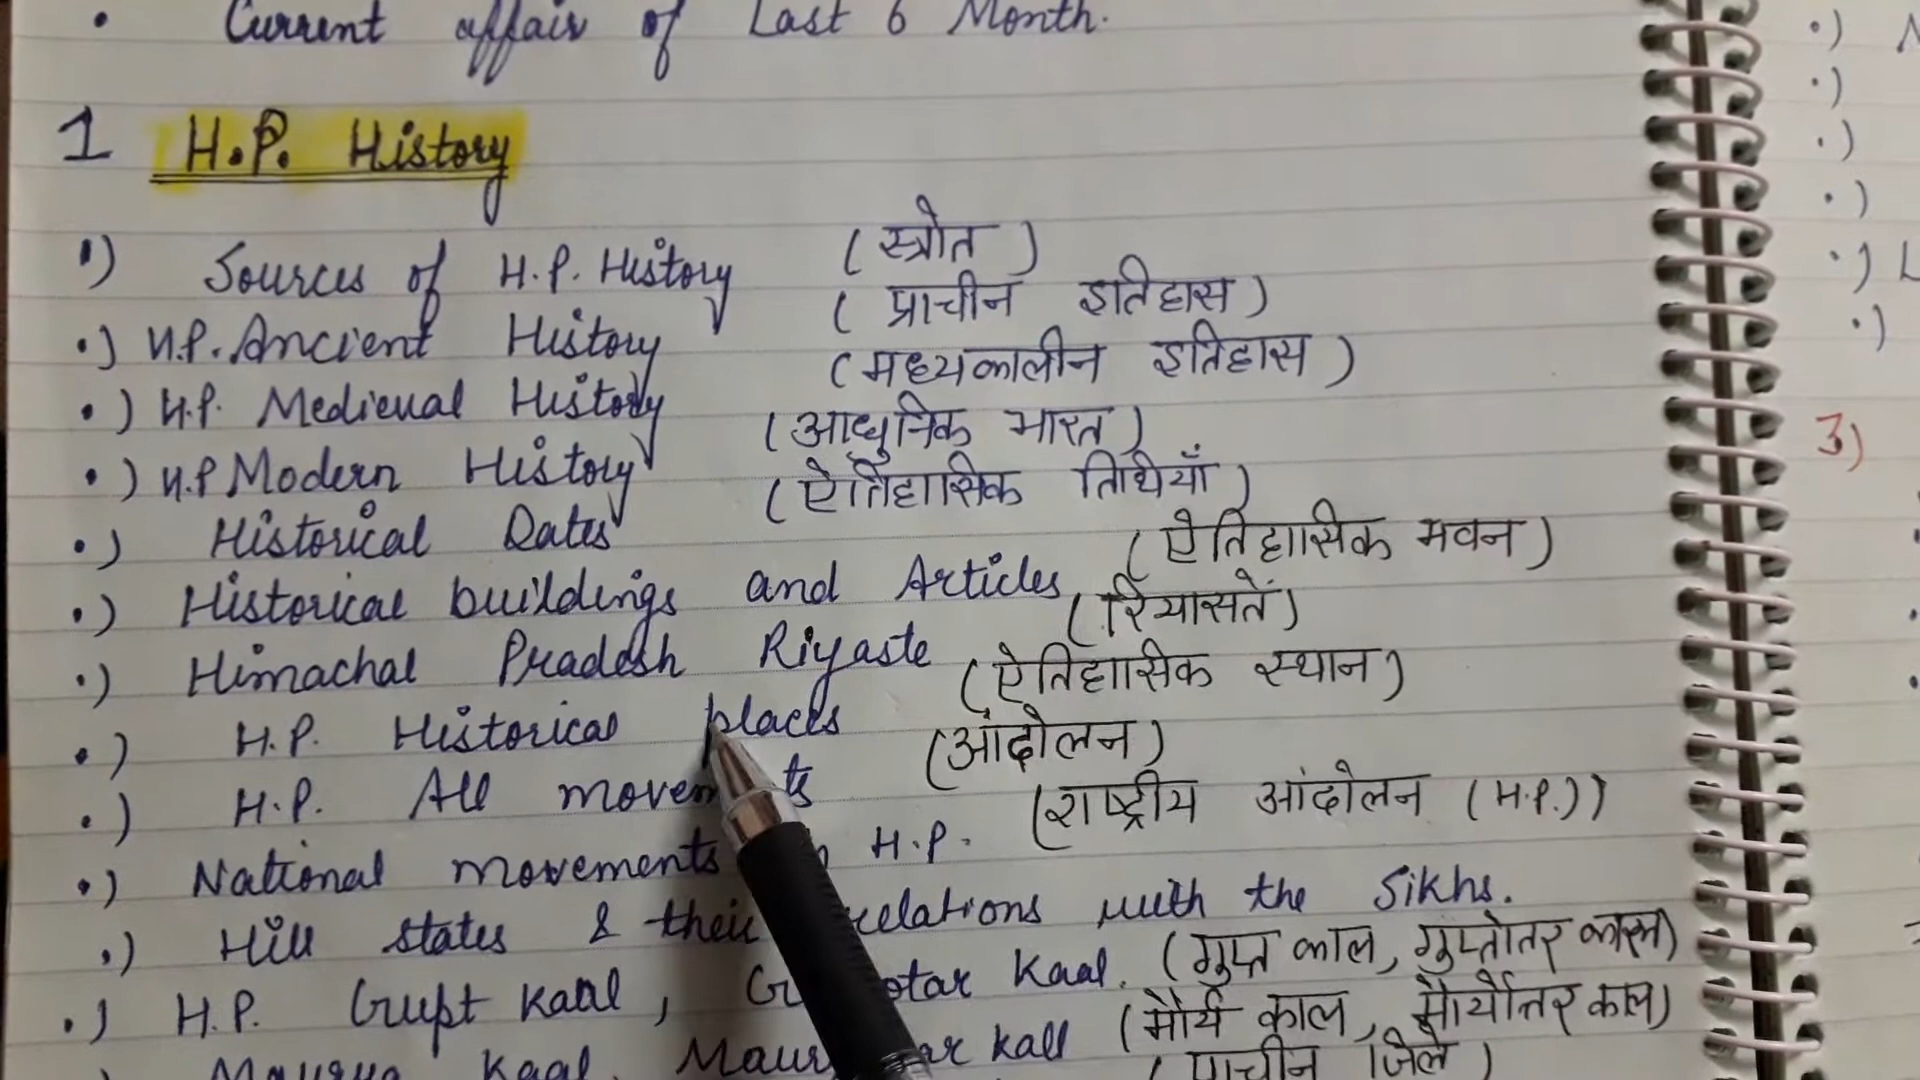 • Current affair of Last 6 Month.
1 H.P. History
•) Sources of H.P. History (स्त्रोत)
•) H.P. Ancient History (प्राचीन इतिहास)
•) H.P. Medieval History (मध्यकालीन इतिहास)
•) H.P Modern History (आधुनिक भारत)
•) Historical Dates (ऐतिहासिक तिथियाँ)
•) Historical buildings and Articles (ऐतिहासिक भवन)
•) Himachal Pradesh Riyaste (रियासतें)
•) H.P. Historical places (ऐतिहासिक स्थान)
•) H.P. All movements (आंदोलन)
•) National movements H.P. (राष्ट्रीय आंदोलन (H.P.))
•) Hill states & their relations with the Sikhs.
•) H.P. Gupt Kaal, Kaal. (गुप्त काल, गुप्तोतर काल)
Maurya Kaal, Kall (मौर्य काल, मौर्योत्तर काल)
(प्राचीन जिले)
3)